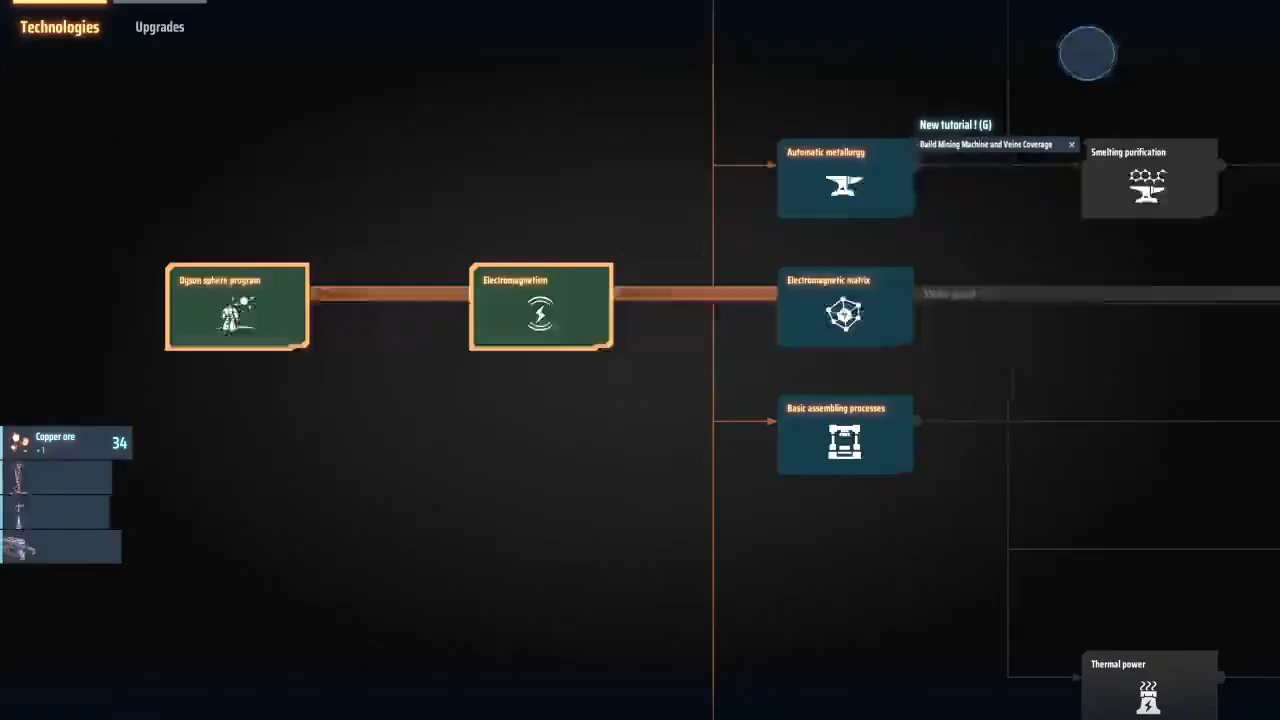 Technologies
Upgrades
New tutorial ! (G)
Build Mining Machine and Veins Coverage
Automatic metallurgy
Smelting purification
Dyson sphere program
Electromagnetism
Electromagnetic matrix
Basic assembling processes
Copper ore
+1
34
Thermal power